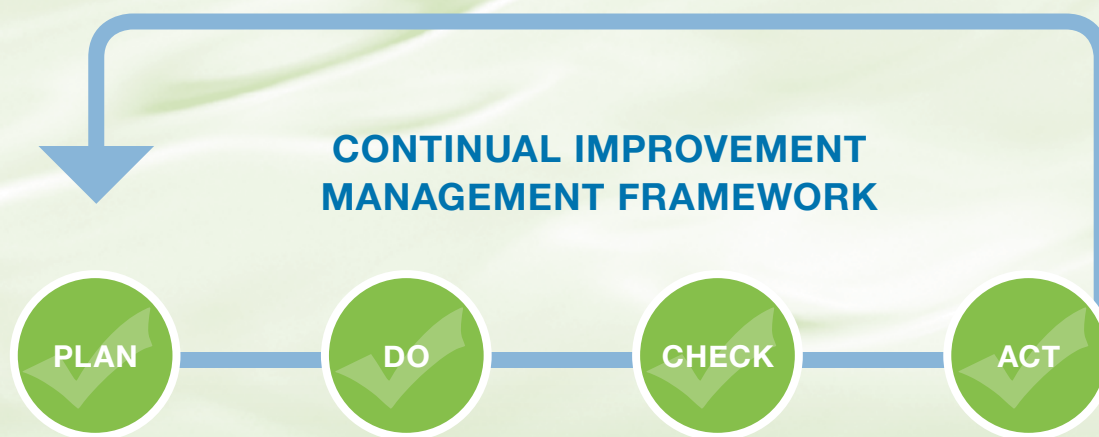 CONTINUAL IMPROVEMENT
MANAGEMENT FRAMEWORK
PLAN DO CHECK ACT